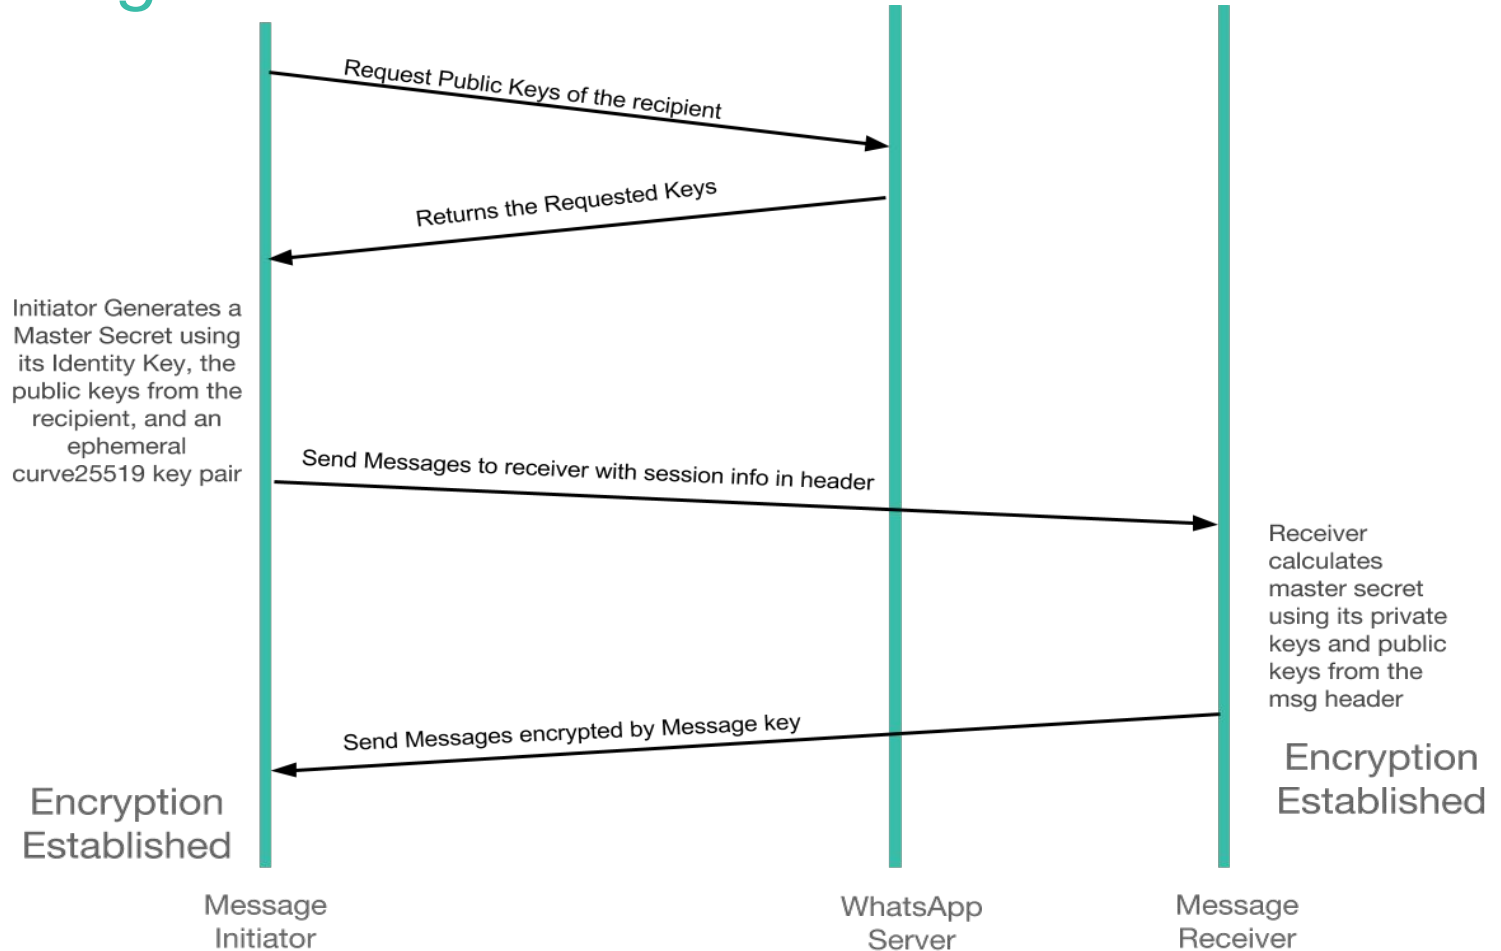 Request Public Keys of the recipient
Returns the Requested Keys
Initiator Generates a
Master Secret using
its Identity Key, the
public keys from the
recipient, and an
ephemeral
curve25519 key pair
Send Messages to receiver with session info in header
Receiver
calculates
master secret
using its private
keys and public
keys from the
msg header
Send Messages encrypted by Message key
Encryption
Established
Encryption
Established
Message
Initiator
WhatsApp
Server
Message
Receiver